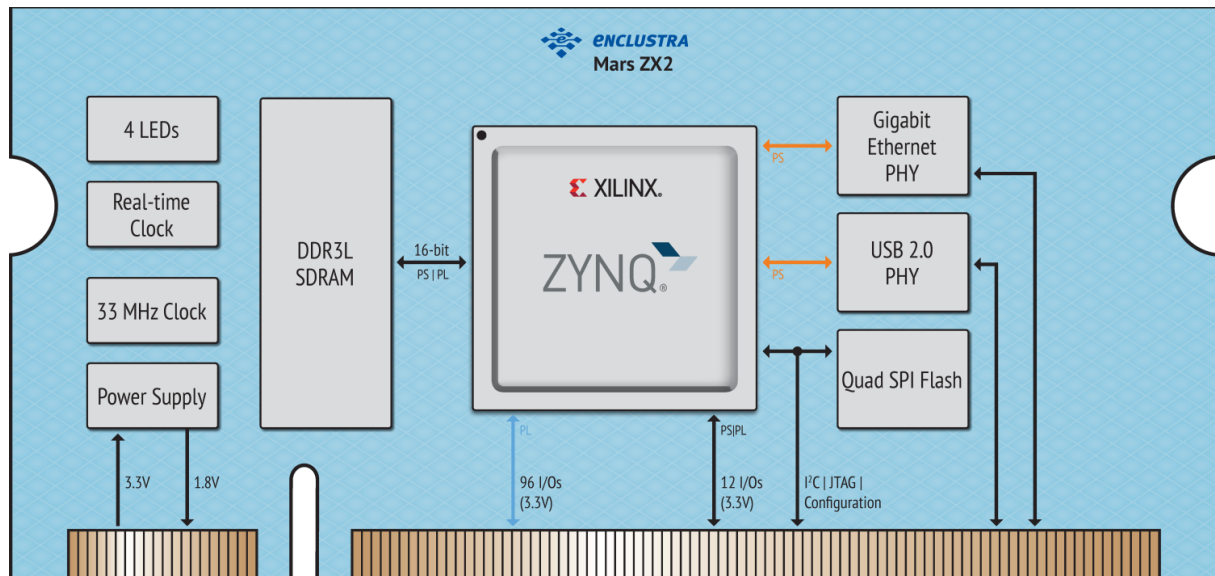 ENCLUSTRA
Mars ZX2
4 LEDs
Real-time
Clock
33 MHz Clock
Power Supply
3.3V
1.8V
DDR3L
SDRAM
16-bit
PS | PL
XILINX®
ZYNQ®
PS
Gigabit
Ethernet
PHY
PS
USB 2.0
PHY
Quad SPI Flash
PL
96 I/Os
(3.3V)
PS|PL
12 I/Os
(3.3V)
I²C | JTAG |
Configuration